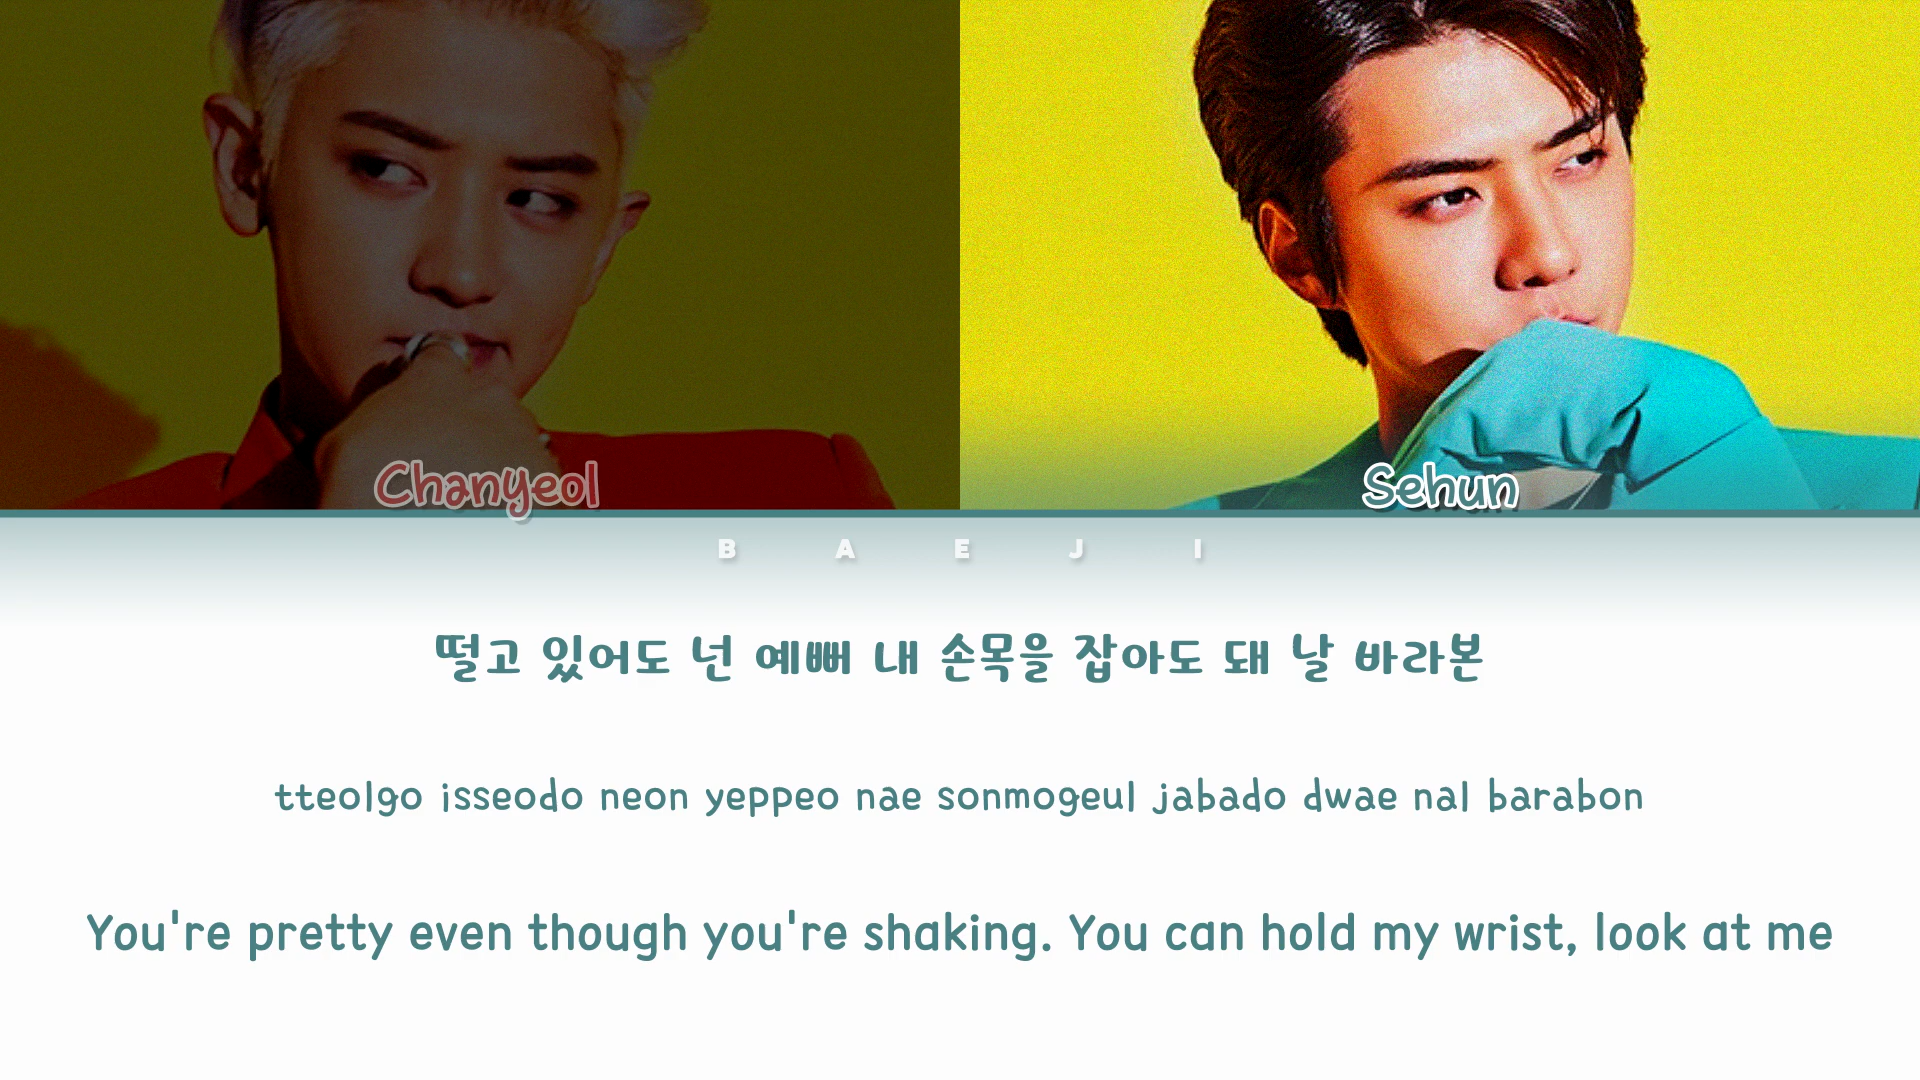 Chanyeol
Sehun
B A E J I
떨고 있어도 넌 예뻐 내 손목을 잡아도 돼 날 바라본
tteolgo isseodo neon yeppeo nae sonmogeul jabado dwae nal barabon
You're pretty even though you're shaking. You can hold my wrist, look at me